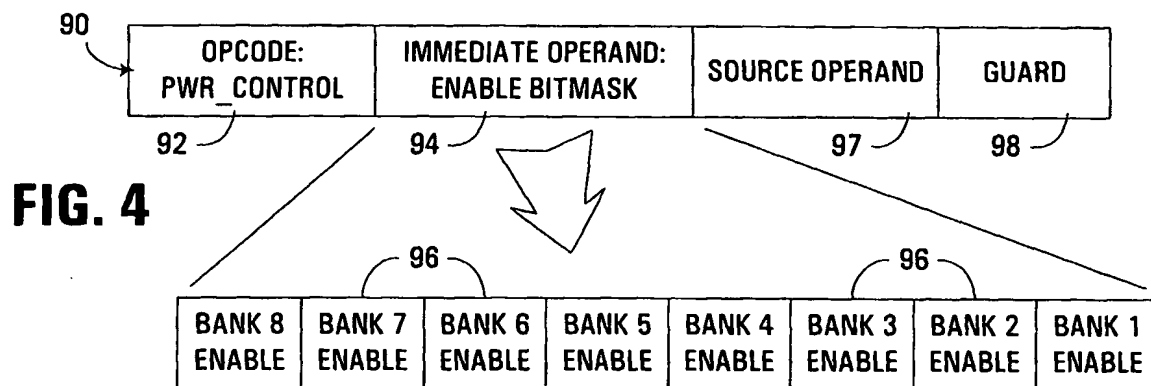 90
OPCODE:
PWR_CONTROL
IMMEDIATE OPERAND:
ENABLE BITMASK
SOURCE OPERAND
GUARD
92
94
97
98
FIG. 4
96
96
BANK 8
ENABLE
BANK 7
ENABLE
BANK 6
ENABLE
BANK 5
ENABLE
BANK 4
ENABLE
BANK 3
ENABLE
BANK 2
ENABLE
BANK 1
ENABLE